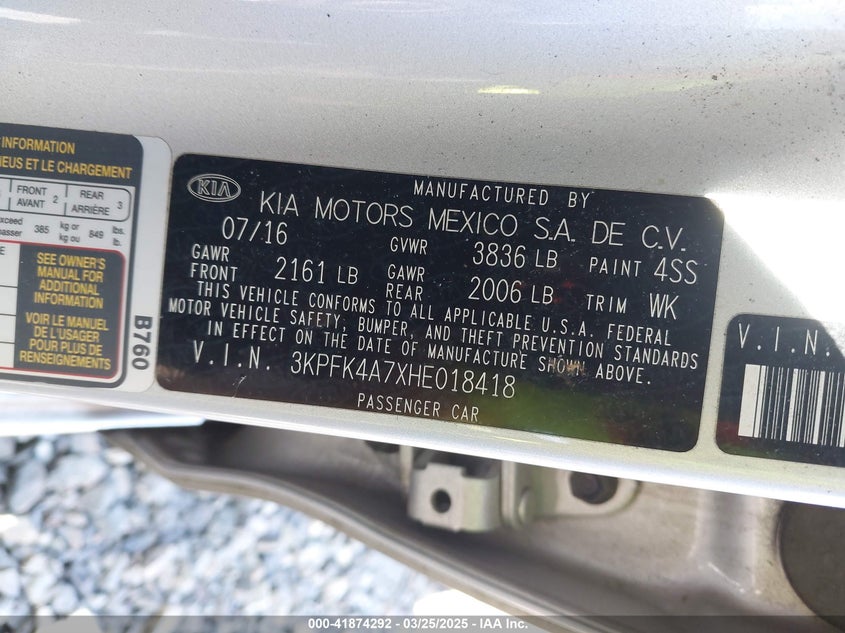 INFORMATION
NEUS ET LE CHARGEMENT
FRONT 2 REAR 3
AVANT ARRIÈRE
385 kg or 849 lbs.
kg ou lb.
SEE OWNER'S
MANUAL FOR
ADDITIONAL
INFORMATION
VOIR LE MANUEL
DE L'USAGER
POUR PLUS DE
RENSEIGNEMENTS
B760
KIA
MANUFACTURED BY
KIA MOTORS MEXICO S.A. DE C.V.
07/16 GVWR 3836 LB PAINT 4SS
GAWR
FRONT 2161 LB GAWR
REAR 2006 LB TRIM WK
THIS VEHICLE CONFORMS TO ALL APPLICABLE U.S.A. FEDERAL
MOTOR VEHICLE SAFETY, BUMPER, AND THEFT PREVENTION STANDARDS
IN EFFECT ON THE DATE OF MANUFACTURE SHOWN ABOVE.
V.I.N. 3KPFK4A7XHE018418
PASSENGER CAR
V.I.N.
000-41874292 - 03/25/2025 - IAA Inc.